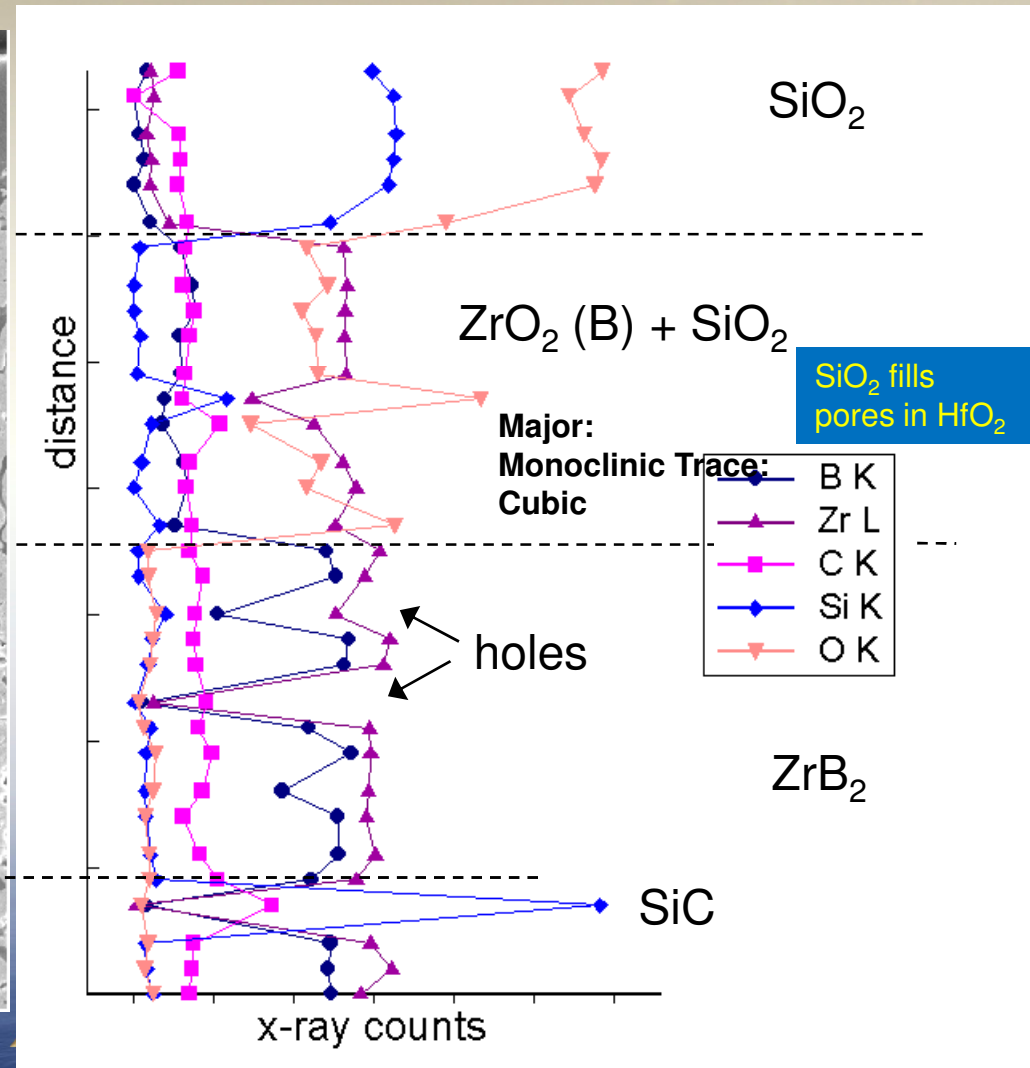 SiO₂
ZrO₂ (B) + SiO₂
SiO₂ fills
pores in HfO₂
Major:
Monoclinic Trace:
Cubic
B K
Zr L
C K
Si K
O K
holes
ZrB₂
SiC
distance
x-ray counts